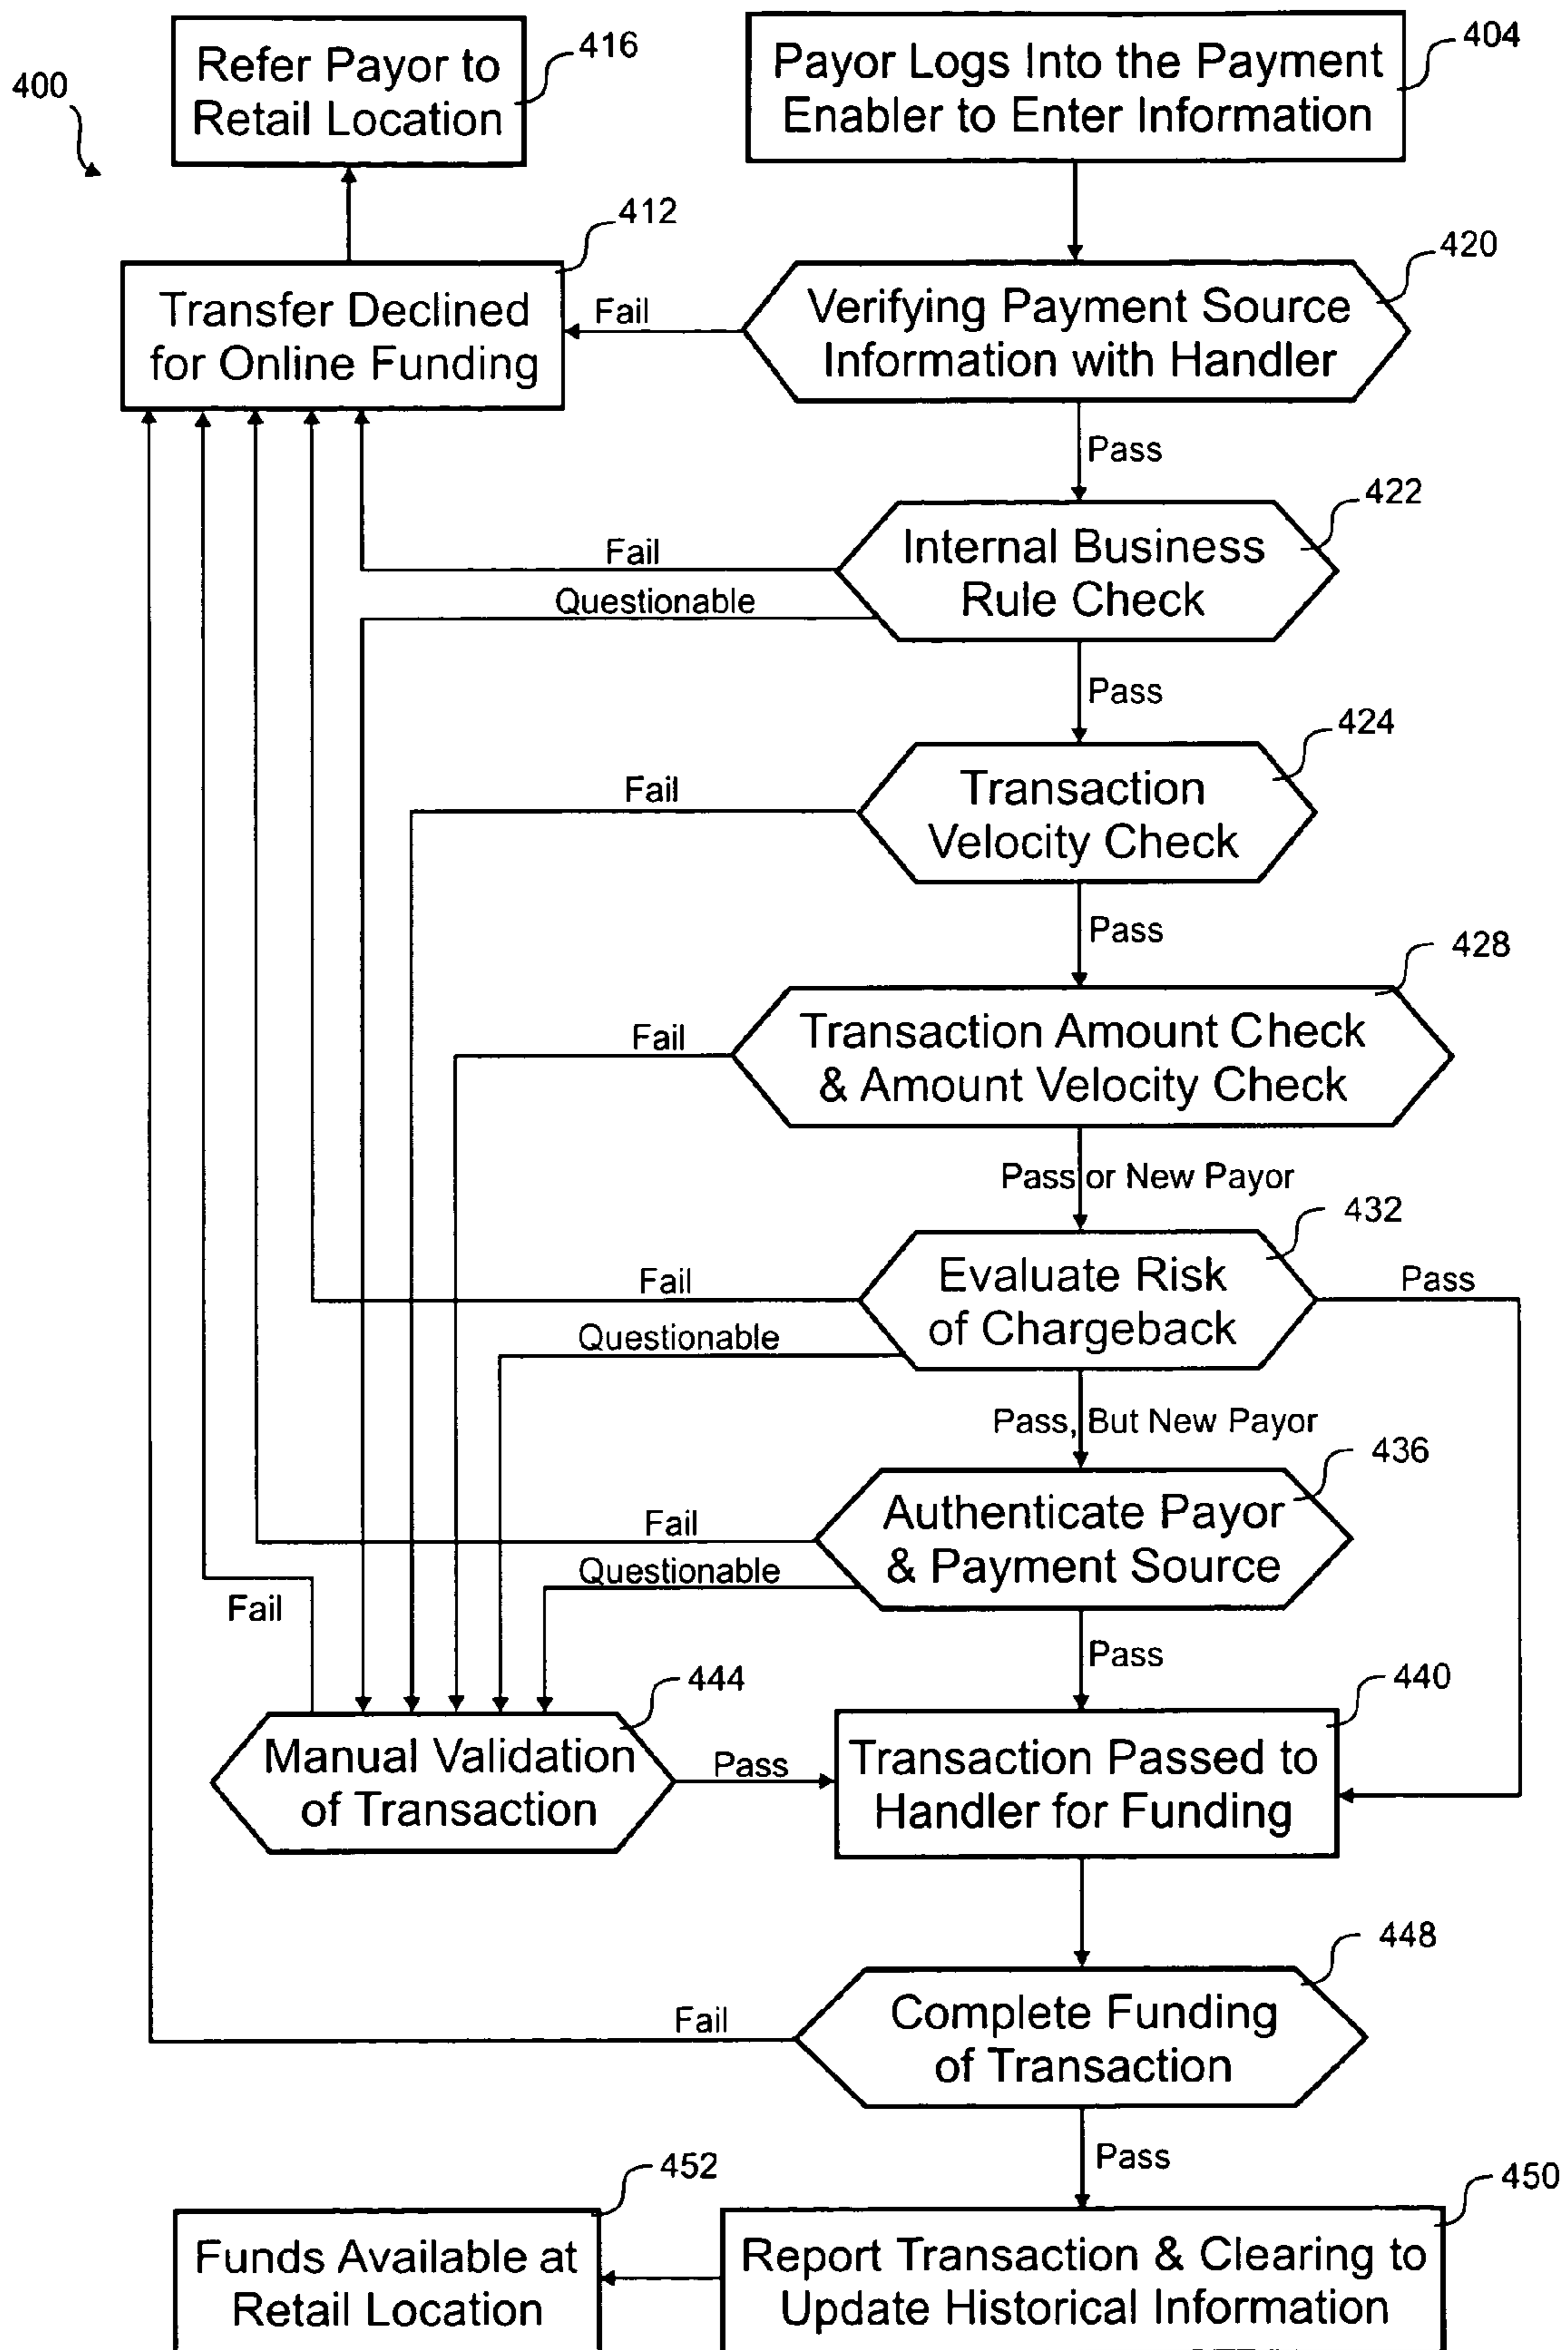 400
Refer Payor to
Retail Location
416
Payor Logs Into the Payment
Enabler to Enter Information
404
Transfer Declined
for Online Funding
412
Fail
Verifying Payment Source
Information with Handler
420
Pass
Internal Business
Rule Check
422
Fail
Questionable
Pass
Transaction
Velocity Check
424
Fail
Pass
Transaction Amount Check
& Amount Velocity Check
428
Fail
Pass or New Payor
Evaluate Risk
of Chargeback
432
Fail
Pass
Questionable
Pass, But New Payor
Authenticate Payor
& Payment Source
436
Fail
Questionable
Fail
Pass
Manual Validation
of Transaction
444
Pass
Transaction Passed to
Handler for Funding
440
Complete Funding
of Transaction
448
Fail
Pass
Funds Available at
Retail Location
452
Report Transaction & Clearing to
Update Historical Information
450